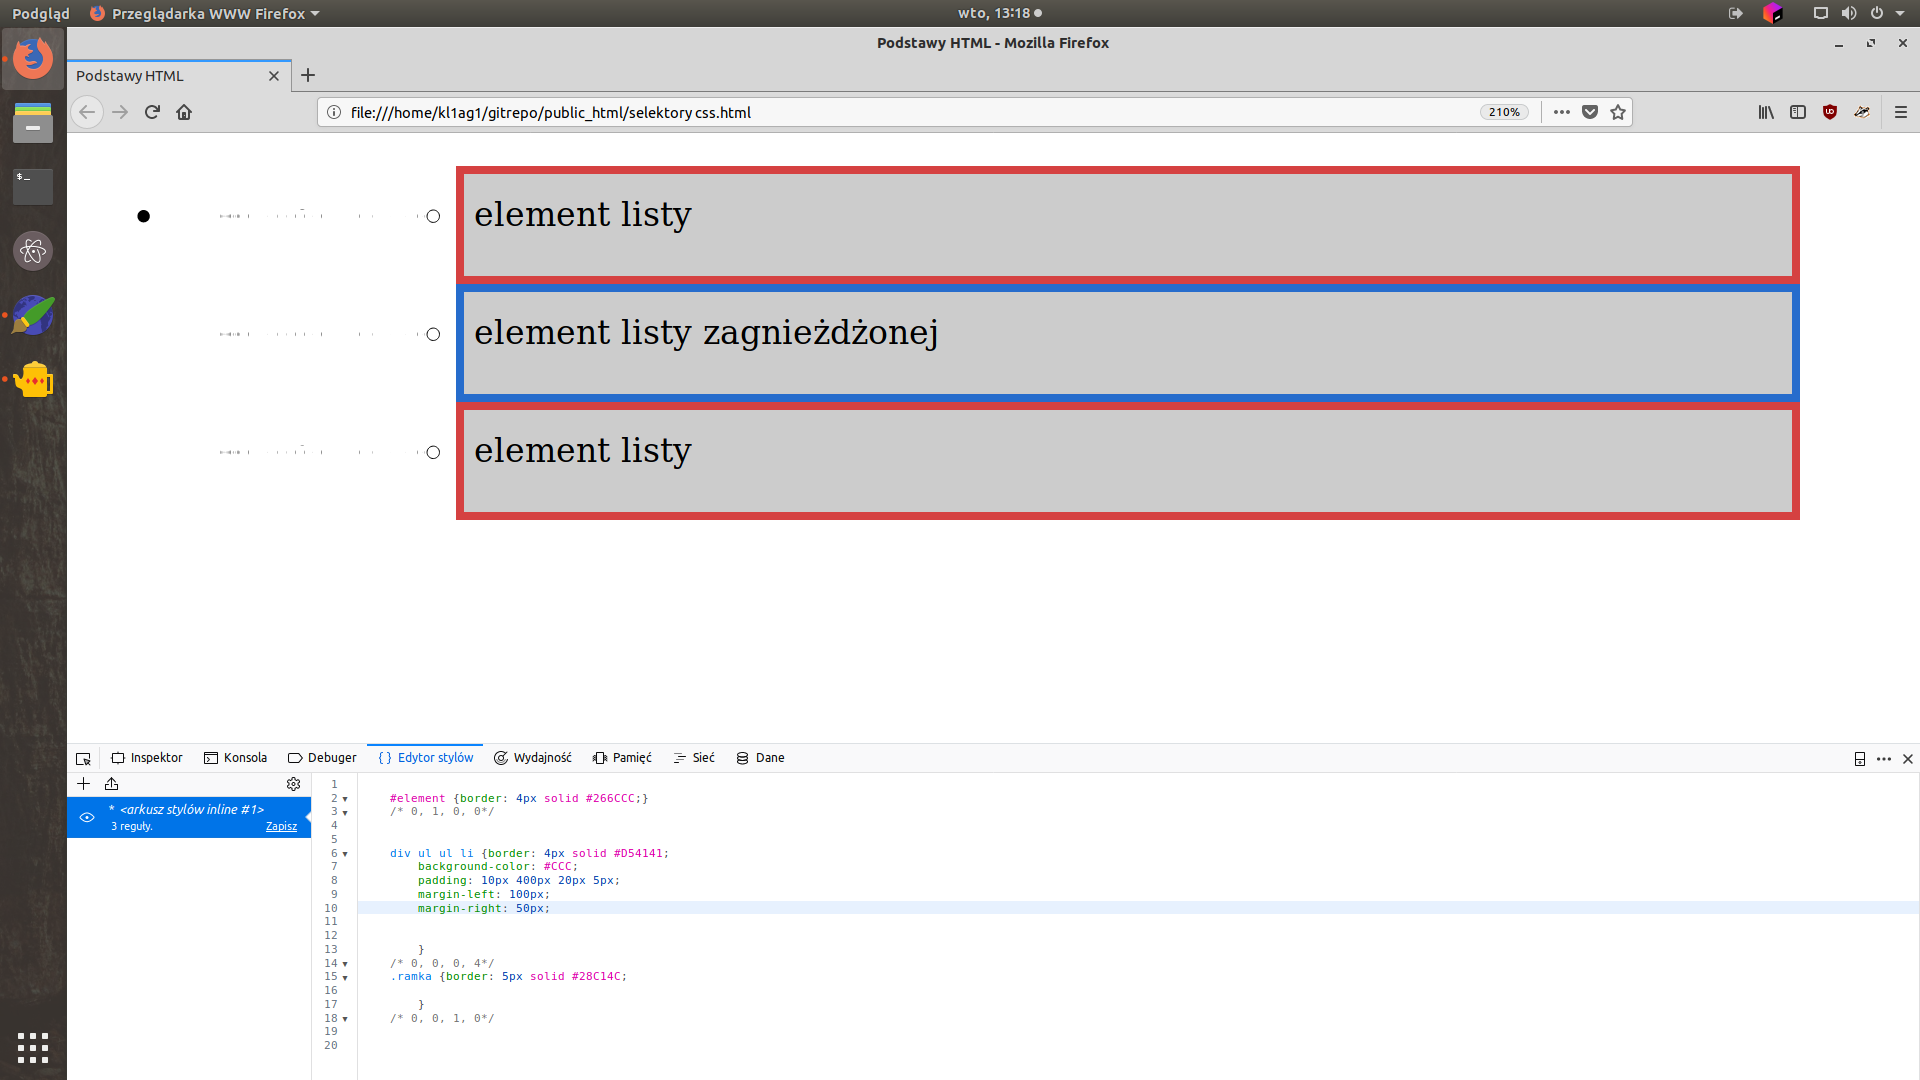 Podgląd Przeglądarka WWW Firefox wto, 13:18
Podstawy HTML - Mozilla Firefox
Podstawy HTML
file:///home/kl1ag1/gitrepo/public_html/selektory css.html 210%
element listy
element listy zagnieżdżonej
element listy
Inspektor Konsola Debuger { } Edytor stylów Wydajność Pamięć Sieć Dane
* <arkusz stylów inline #1>
3 reguły. Zapisz
1
2 #element {border: 4px solid #266CCC;}
3 /* 0, 1, 0, 0*/
4
5
6 div ul ul li {border: 4px solid #D54141;
7 background-color: #CCC;
8 padding: 10px 400px 20px 5px;
9 margin-left: 100px;
10 margin-right: 50px;
11
12
13 }
14 /* 0, 0, 0, 4*/
15 .ramka {border: 5px solid #28C14C;
16
17 }
18 /* 0, 0, 1, 0*/
19
20